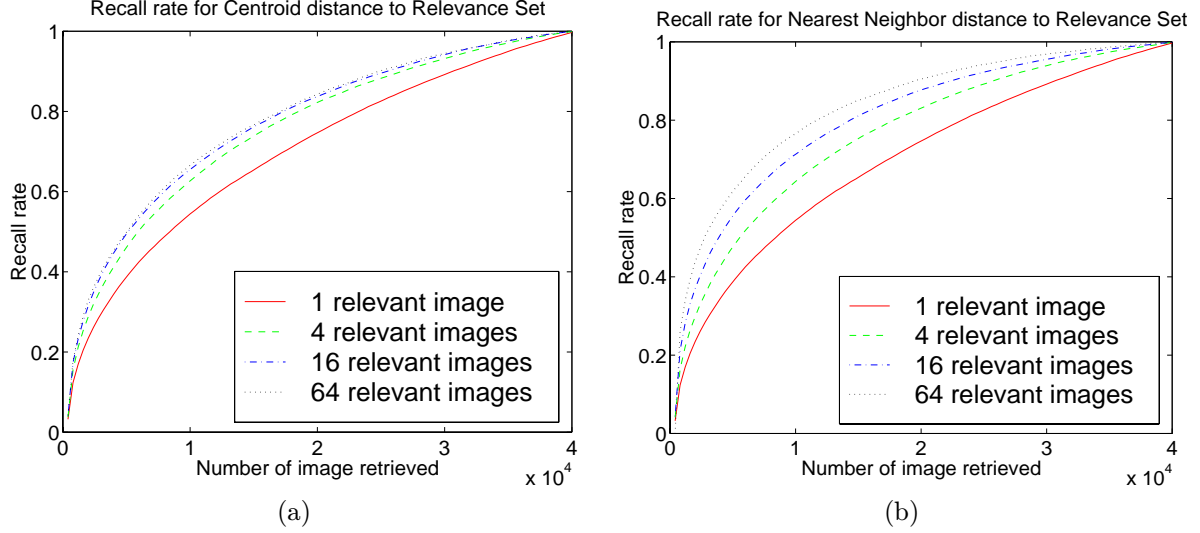 Recall rate for Centroid distance to Relevance Set
1
0.8
0.6
0.4
0.2
0
Recall rate
1 relevant image
4 relevant images
16 relevant images
64 relevant images
0
1
2
3
4
Number of image retrieved
x 10^4
(a)
Recall rate for Nearest Neighbor distance to Relevance Set
1
0.8
0.6
0.4
0.2
0
Recall rate
1 relevant image
4 relevant images
16 relevant images
64 relevant images
0
1
2
3
4
Number of image retrieved
x 10^4
(b)